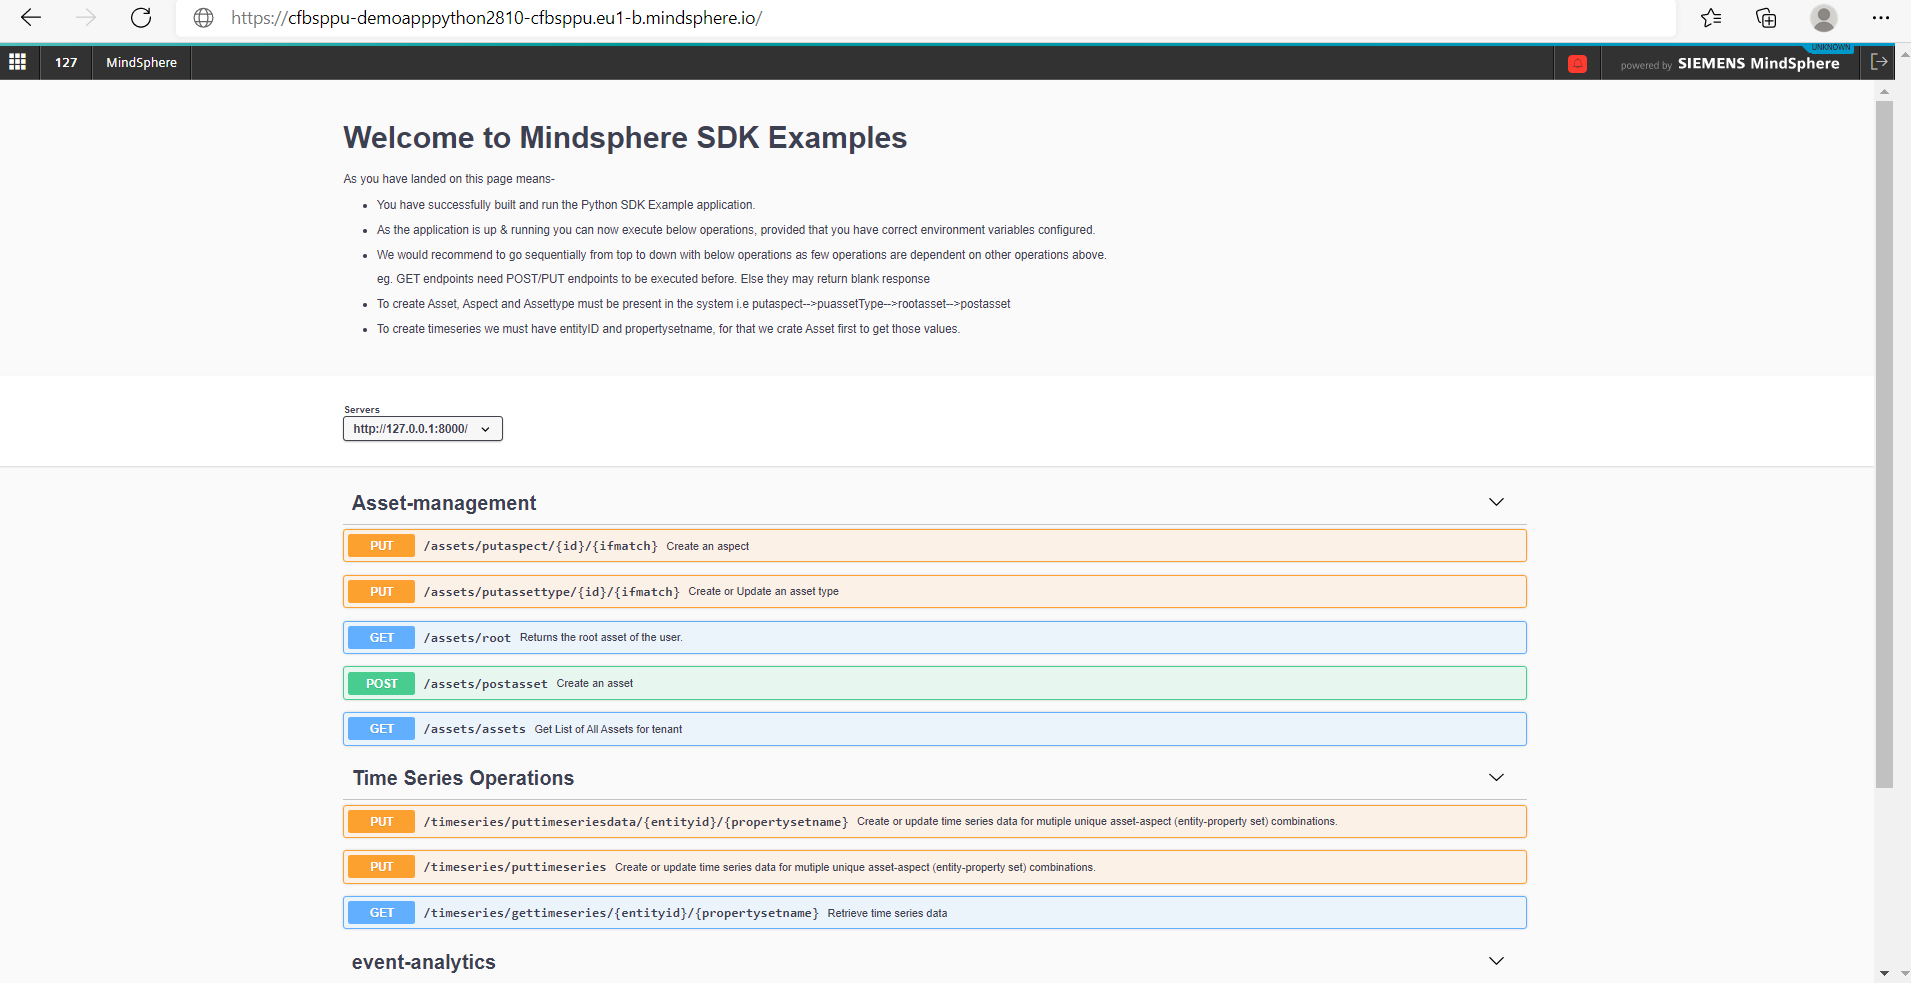 https://cfbsppu-demoapppython2810-cfbsppu.eu1-b.mindsphere.io/
127 MindSphere UNKNOWN powered by SIEMENS MindSphere
Welcome to Mindsphere SDK Examples
As you have landed on this page means-
You have successfully built and run the Python SDK Example application.
As the application is up & running you can now execute below operations, provided that you have correct environment variables configured.
We would recommend to go sequentially from top to down with below operations as few operations are dependent on other operations above.
eg. GET endpoints need POST/PUT endpoints to be executed before. Else they may return blank response
To create Asset, Aspect and Assettype must be present in the system i.e putaspect-->puassetType-->rootasset-->postasset
To create timeseries we must have entityID and propertysetname, for that we crate Asset first to get those values.
Servers
http://127.0.0.1:8000/
Asset-management
PUT /assets/putaspect/{id}/{ifmatch} Create an aspect
PUT /assets/putassettype/{id}/{ifmatch} Create or Update an asset type
GET /assets/root Returns the root asset of the user.
POST /assets/postasset Create an asset
GET /assets/assets Get List of All Assets for tenant
Time Series Operations
PUT /timeseries/puttimeseriesdata/{entityid}/{propertysetname} Create or update time series data for mutiple unique asset-aspect (entity-property set) combinations.
PUT /timeseries/puttimeseries Create or update time series data for mutiple unique asset-aspect (entity-property set) combinations.
GET /timeseries/gettimeseries/{entityid}/{propertysetname} Retrieve time series data
event-analytics